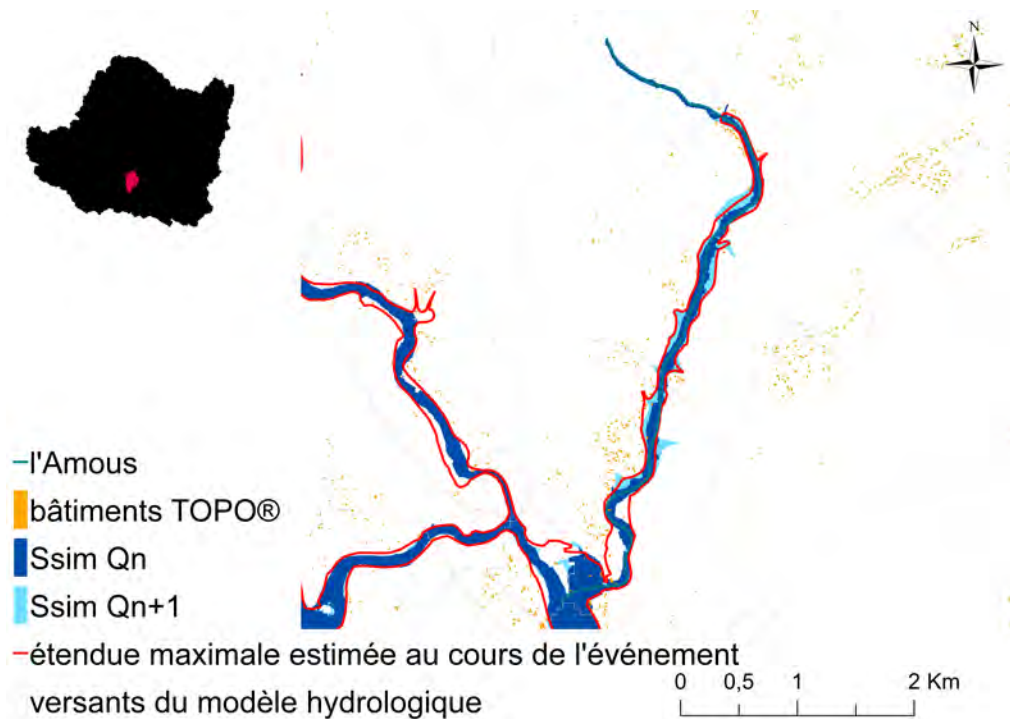 N
l'Amous
bâtiments TOPO®
Ssim Qn
Ssim Qn+1
étendue maximale estimée au cours de l'événement
versants du modèle hydrologique
0 0,5 1 2 Km